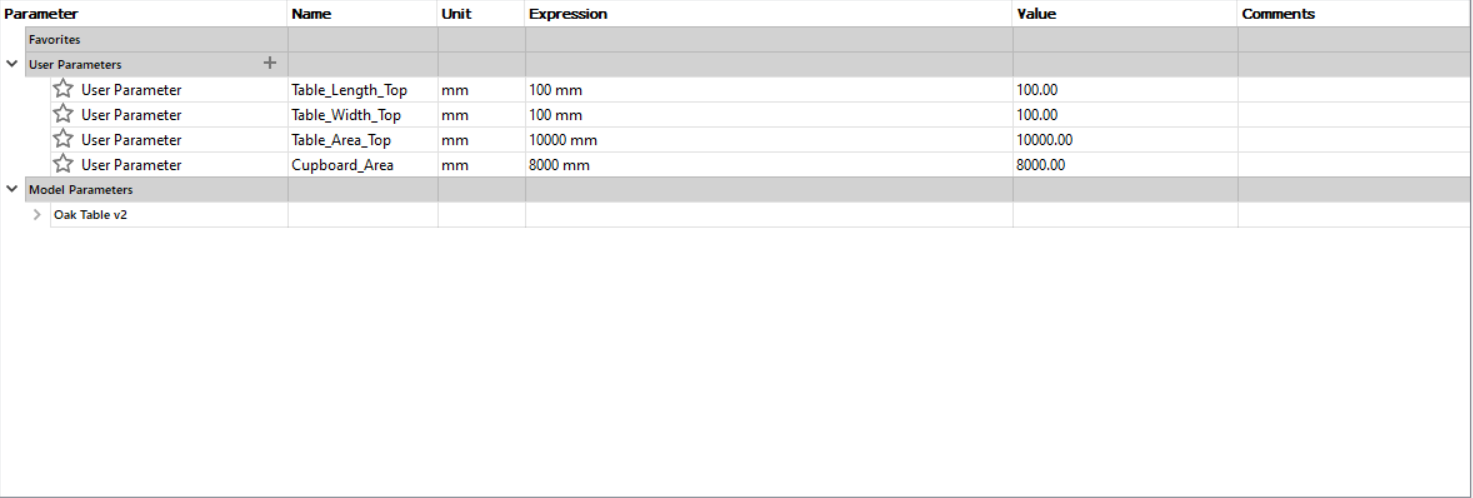 Parameter Name Unit Expression Value Comments
Favorites
User Parameters +
User Parameter Table_Length_Top mm 100 mm 100.00
User Parameter Table_Width_Top mm 100 mm 100.00
User Parameter Table_Area_Top mm 10000 mm 10000.00
User Parameter Cupboard_Area mm 8000 mm 8000.00
Model Parameters
Oak Table v2